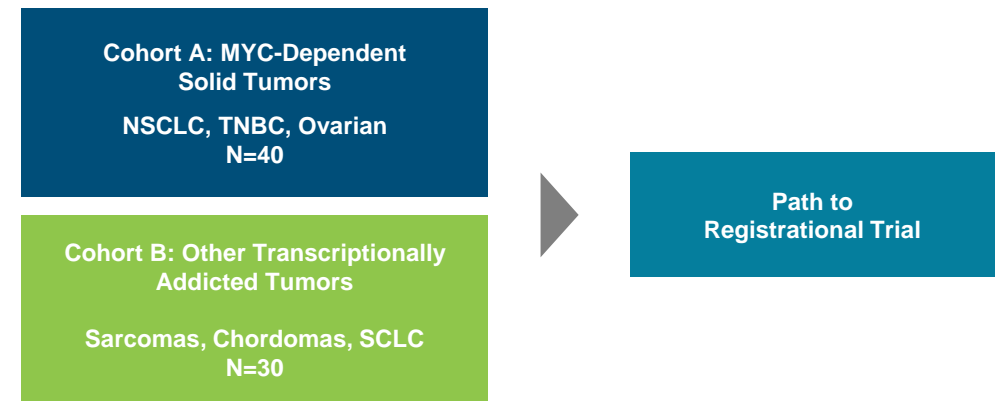 Cohort A: MYC-Dependent
Solid Tumors
NSCLC, TNBC, Ovarian
N=40
Cohort B: Other Transcriptionally
Addicted Tumors
Sarcomas, Chordomas, SCLC
N=30
Path to
Registrational Trial